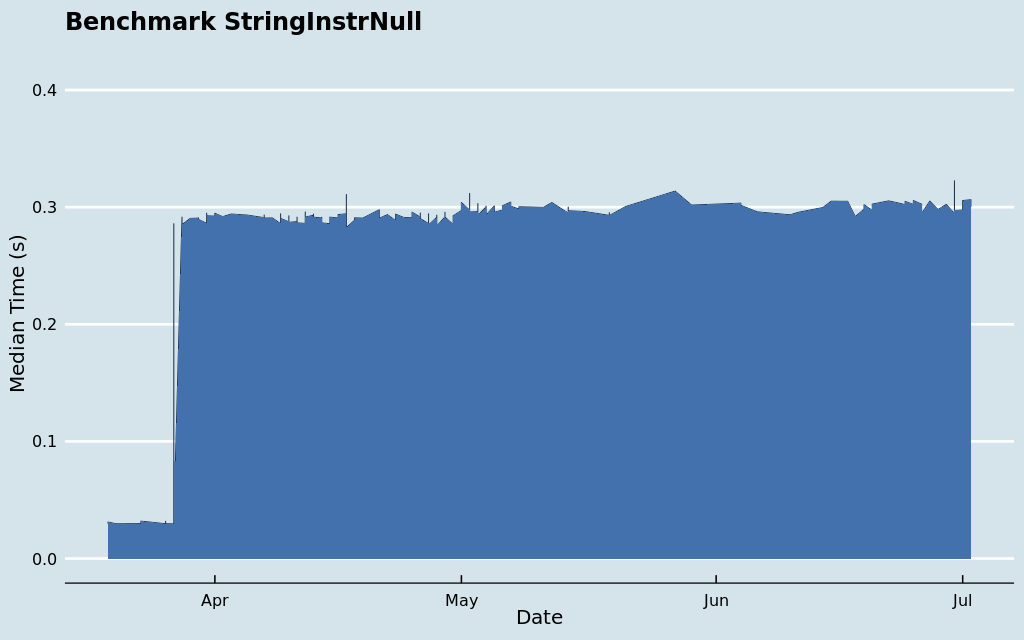 Benchmark StringInstrNull
0.4
0.3
0.2
0.1
0.0
Median Time (s)
Apr
May
Jun
Jul
Date